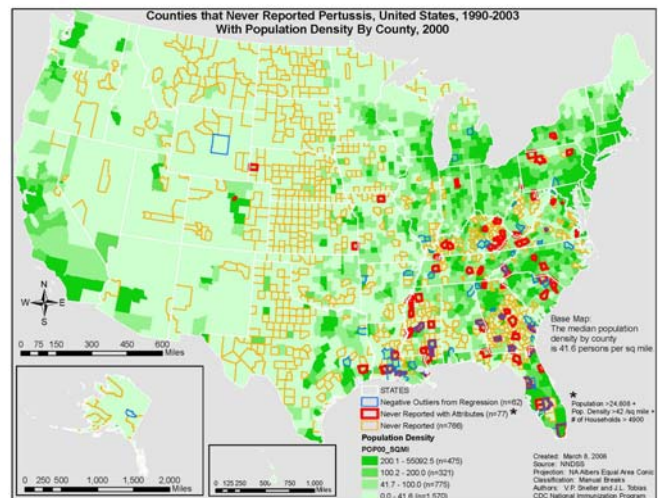 Counties that Never Reported Pertussis, United States, 1990-2003
With Population Density By County, 2000
N
W E
S
0 75 150 300 450 600
Miles
Base Map:
The median population
density by county
is 41.6 persons per sq mile.
*
Population >24,608 +
Pop. Density >42 /sq mile +
# of Households > 4900
STATES
Negative Outliers from Regression (n=62)
Never Reported with Attributes (n=77) *
Never Reported (n=766)
Population Density
POP00_SQMI
200.1 - 55092.5 (n=475)
100.2 - 200.0 (n=321)
41.7 - 100.0 (n=775)
0.0 - 41.6 (n=1,570)
0 500 1,000 1,500 2,000
Miles
0 125 250 500 750 1,000
Miles
Created: March 8, 2006
Source: NNDSS
Projection: NA Albers Equal Area Conic
Classification: Manual Breaks
Authors: V.P. Sneller and J.L. Tobias
CDC National Immunization Program